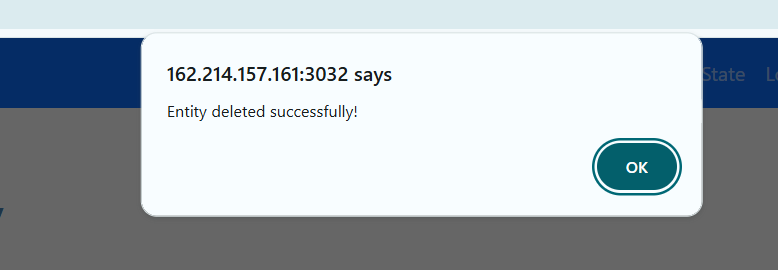 162.214.157.161:3032 says
State
Entity deleted successfully!
OK